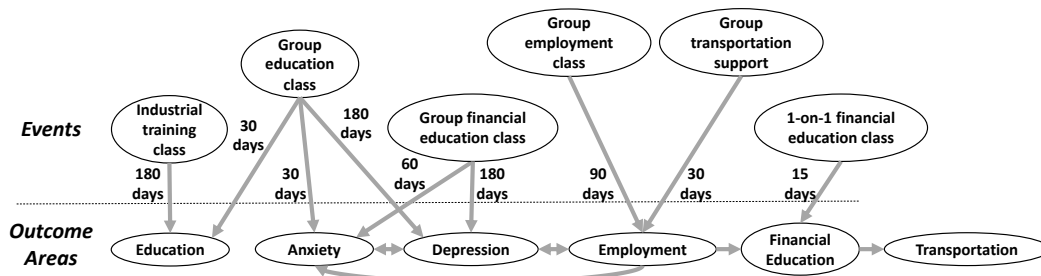 Group
education
class
Group
employment
class
Group
transportation
support
Industrial
training
class
Group financial
education class
1-on-1 financial
education class
Events
30
days
180
days
180
days
30
days
60
days
180
days
90
days
30
days
15
days
Outcome
Areas
Education
Anxiety
Depression
Employment
Financial
Education
Transportation